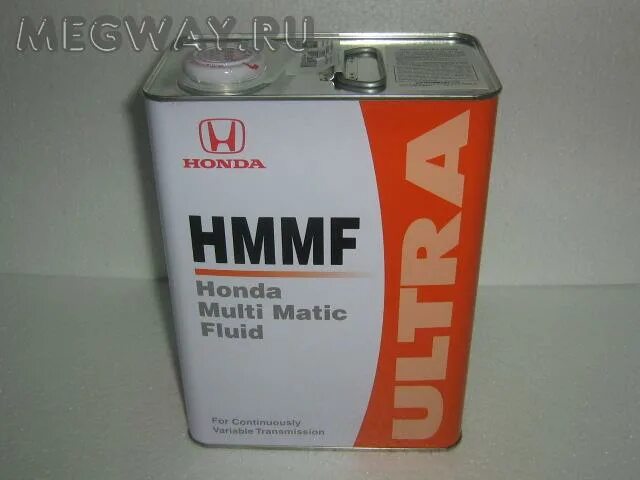 MEGWAY.RU
HONDA
HMMF
Honda
Multi Matic
Fluid
For Continuously
Variable Transmission
ULTRA